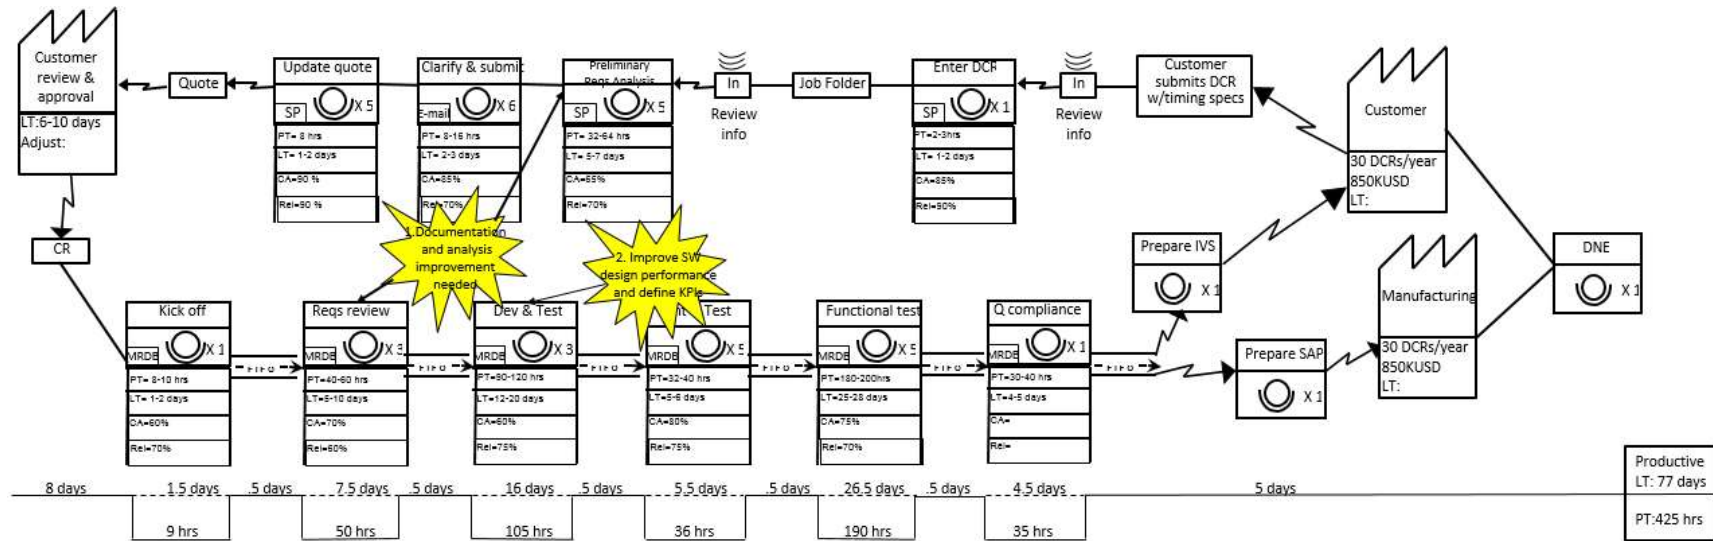 Customer
review &
approval
LT:6-10 days
Adjust:
Quote
Update quote
SP
X 5
PT= 8 hrs
LT= 1-2 days
CA=90 %
Rel=90 %
Clarify & submit
E-mail
X 6
PT= 8-16 hrs
LT= 2-3 days
CA=85%
Rel=70%
Preliminary
Reqs Analysis
SP
X 5
PT= 32-64 hrs
LT= 5-7 days
CA=65%
Rel=70%
In
Review
info
Job Folder
Enter DCR
SP
X 1
PT=2-3hrs
LT= 1-2 days
CA=85%
Rel=90%
In
Review
info
Customer
submits DCR
w/timing specs
Customer
30 DCRs/year
850KUSD
LT:
CR
1.Documentation
and analysis
improvement
needed
2. Improve SW
design performance
and define KPIs
Prepare IVS
X 1
Manufacturing
30 DCRs/year
850KUSD
LT:
DNE
X 1
Prepare SAP
X 1
Kick off
MRDB
X 1
PT= 8-10 hrs
LT= 1-2 days
CA=60%
Rel=70%
FIFO
Reqs review
MRDB
X 3
PT=40-60 hrs
LT=5-10 days
CA=70%
Rel=60%
FIFO
Dev & Test
MRDB
X 3
PT=90-120 hrs
LT=12-20 days
CA=60%
Rel=75%
FIFO
Test
MRDB
X 5
PT=32-40 hrs
LT=5-6 days
CA=80%
Rel=75%
FIFO
Functional test
MRDB
X 5
PT=180-200hrs
LT=25-28 days
CA=75%
Rel=70%
FIFO
Q compliance
MRDB
X 1
PT=30-40 hrs
LT=4-5 days
CA=
Rel=
FIFO
8 days 1.5 days .5 days 7.5 days .5 days 16 days .5 days 5.5 days .5 days 26.5 days .5 days 4.5 days 5 days
9 hrs 50 hrs 105 hrs 36 hrs 190 hrs 35 hrs
Productive
LT: 77 days
PT:425 hrs